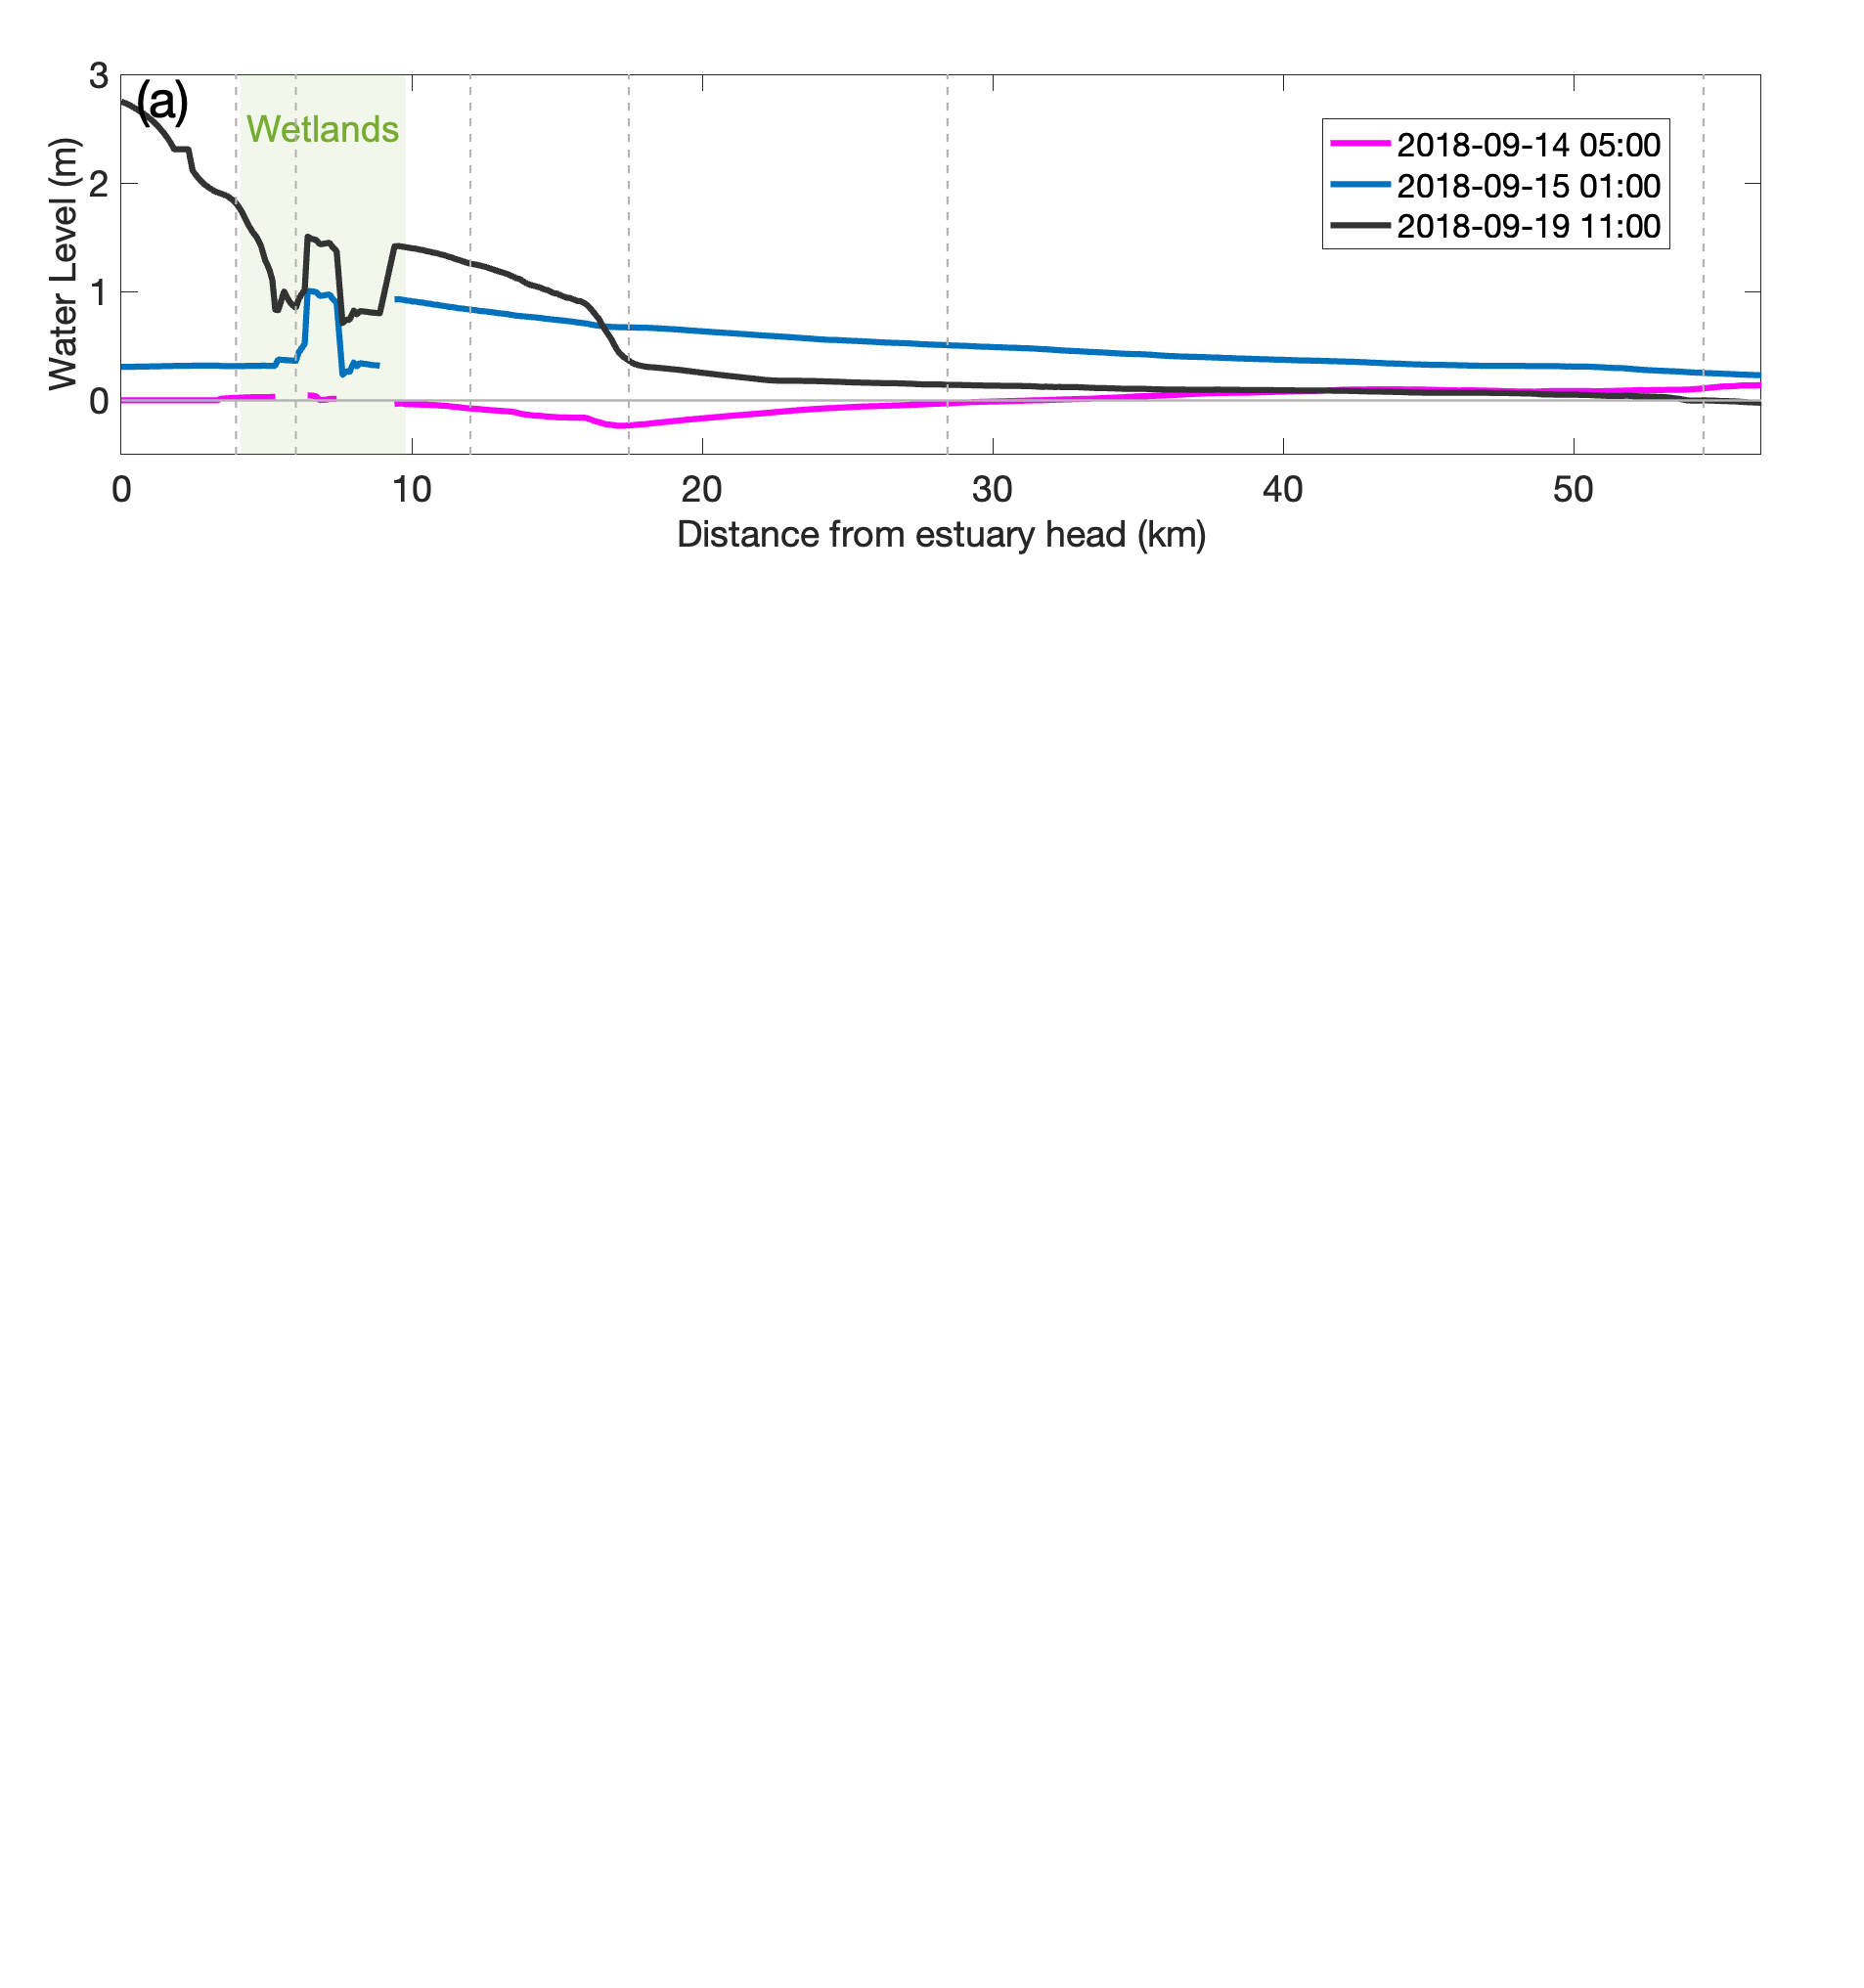 (a)
Wetlands
2018-09-14 05:00
2018-09-15 01:00
2018-09-19 11:00
Water Level (m)
3
2
1
0
0 10 20 30 40 50
Distance from estuary head (km)